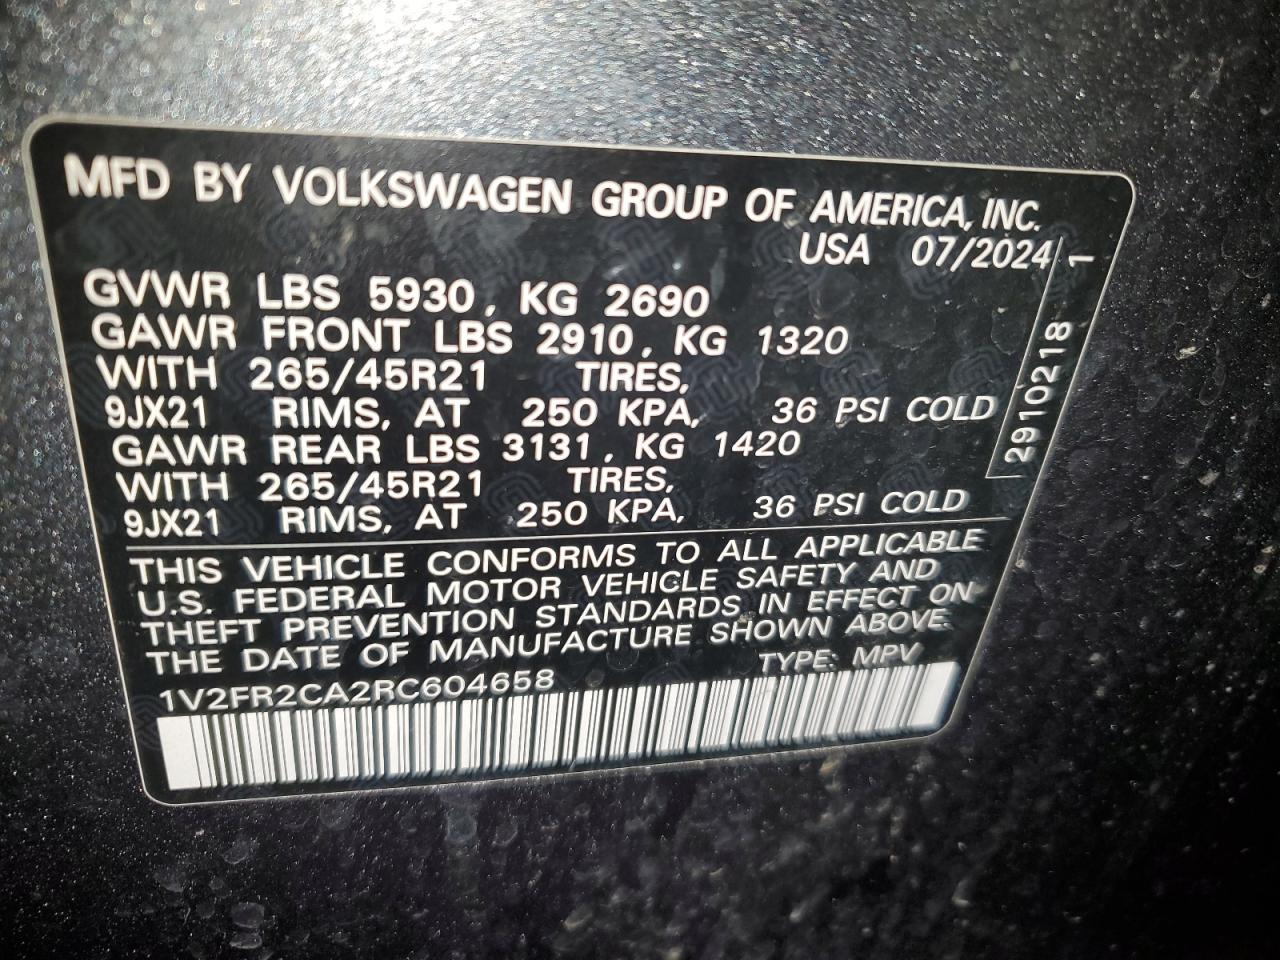 MFD BY VOLKSWAGEN GROUP OF AMERICA, INC.
USA 07/2024
GVWR LBS 5930, KG 2690
GAWR FRONT LBS 2910, KG 1320
WITH 265/45R21 TIRES,
9JX21 RIMS, AT 250 KPA, 36 PSI COLD
GAWR REAR LBS 3131, KG 1420
WITH 265/45R21 TIRES,
9JX21 RIMS, AT 250 KPA, 36 PSI COLD
THIS VEHICLE CONFORMS TO ALL APPLICABLE
U.S. FEDERAL MOTOR VEHICLE SAFETY AND
THEFT PREVENTION STANDARDS IN EFFECT ON
THE DATE OF MANUFACTURE SHOWN ABOVE.
TYPE: MPV
1V2FR2CA2RC604658
29102181 1